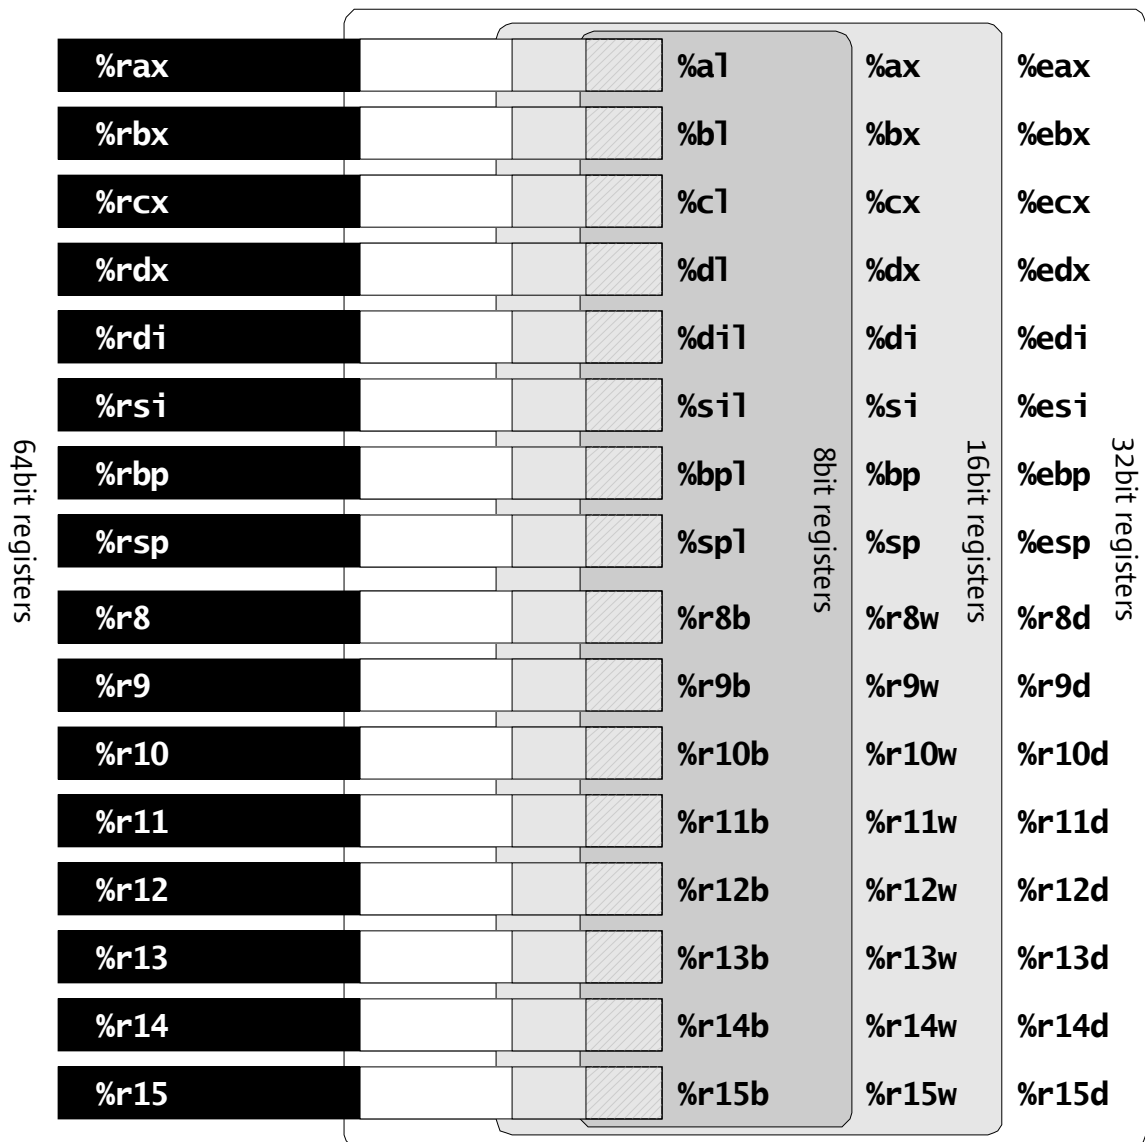 %rax %al %ax %eax
%rbx %bl %bx %ebx
%rcx %cl %cx %ecx
%rdx %dl %dx %edx
%rdi %dil %di %edi
%rsi %sil %si %esi
%rbp %bpl %bp %ebp
%rsp %spl %sp %esp
%r8 %r8b %r8w %r8d
%r9 %r9b %r9w %r9d
%r10 %r10b %r10w %r10d
%r11 %r11b %r11w %r11d
%r12 %r12b %r12w %r12d
%r13 %r13b %r13w %r13d
%r14 %r14b %r14w %r14d
%r15 %r15b %r15w %r15d
64bit registers
8bit registers
16bit registers
32bit registers